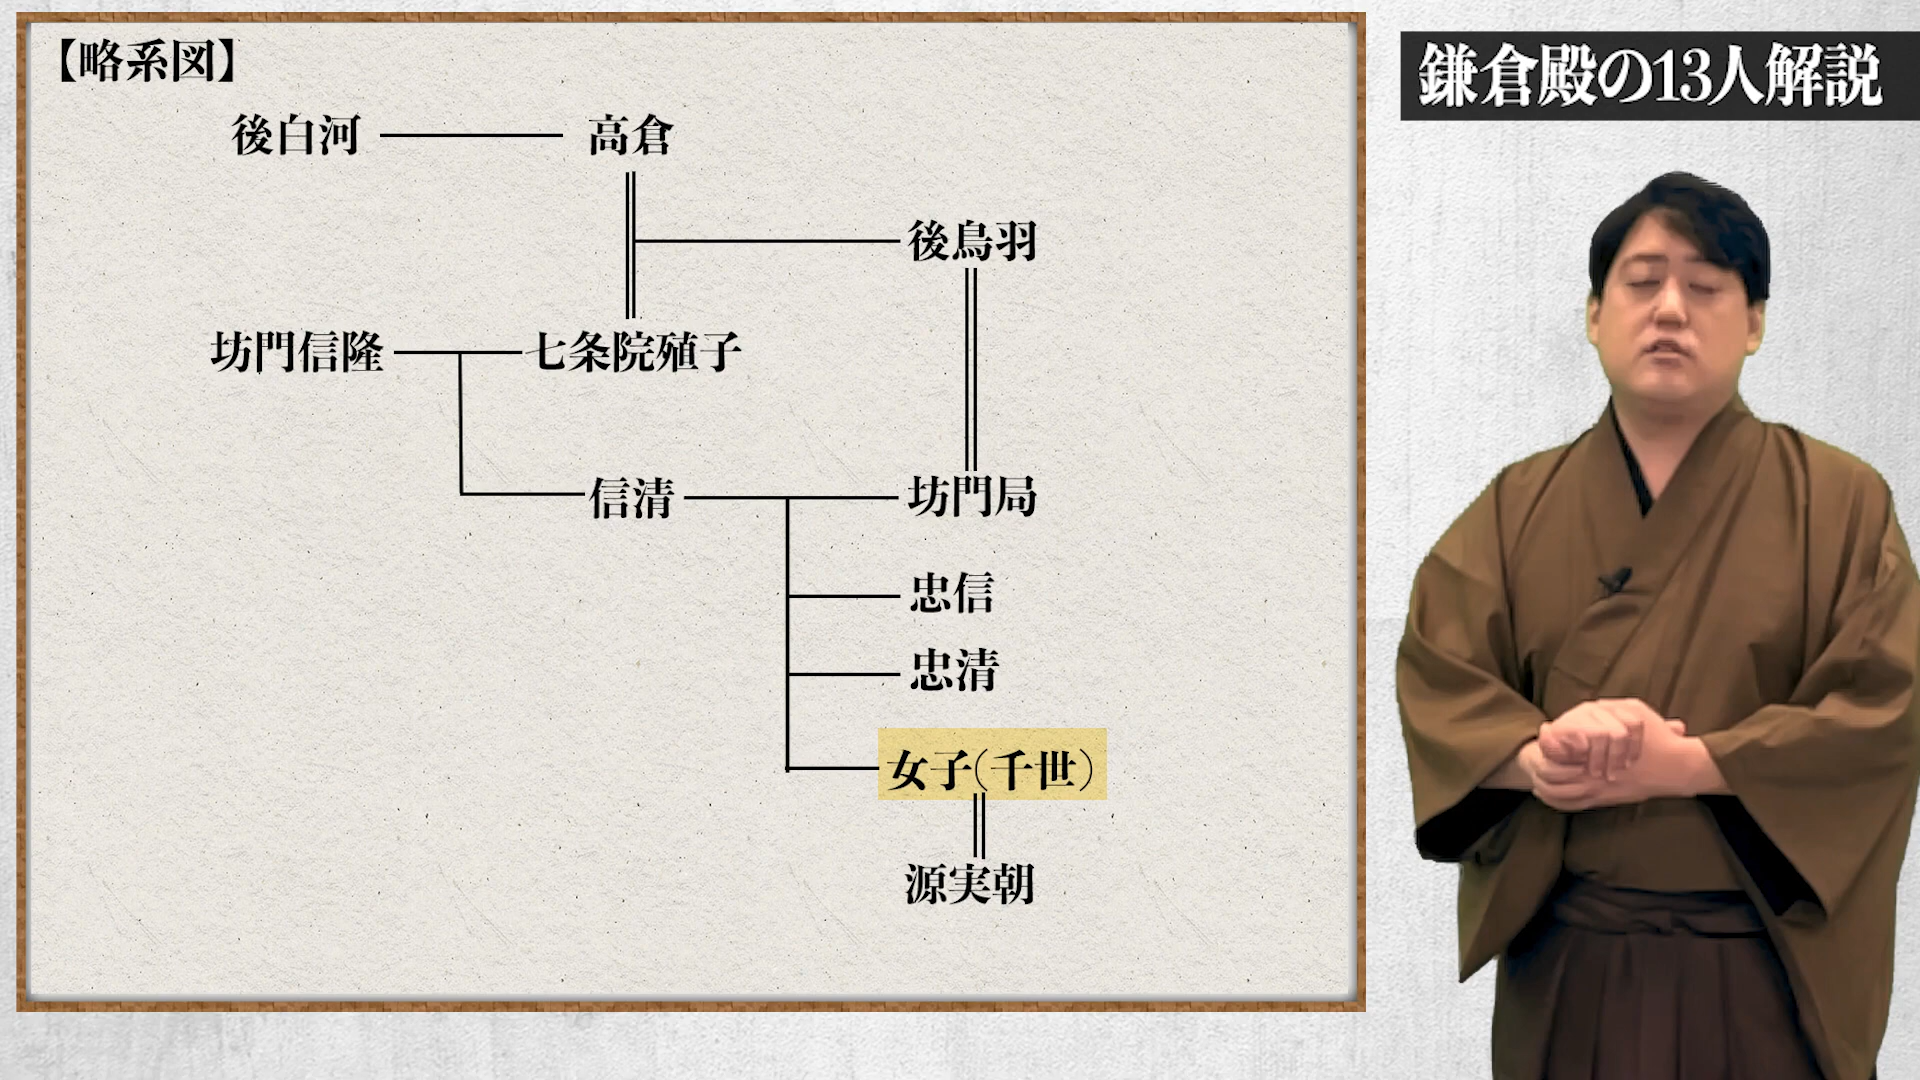 【略系図】
鎌倉殿の13人解説
後白河
高倉
後鳥羽
坊門信隆
七条院殖子
信清
坊門局
忠信
忠清
女子(千世)
源実朝